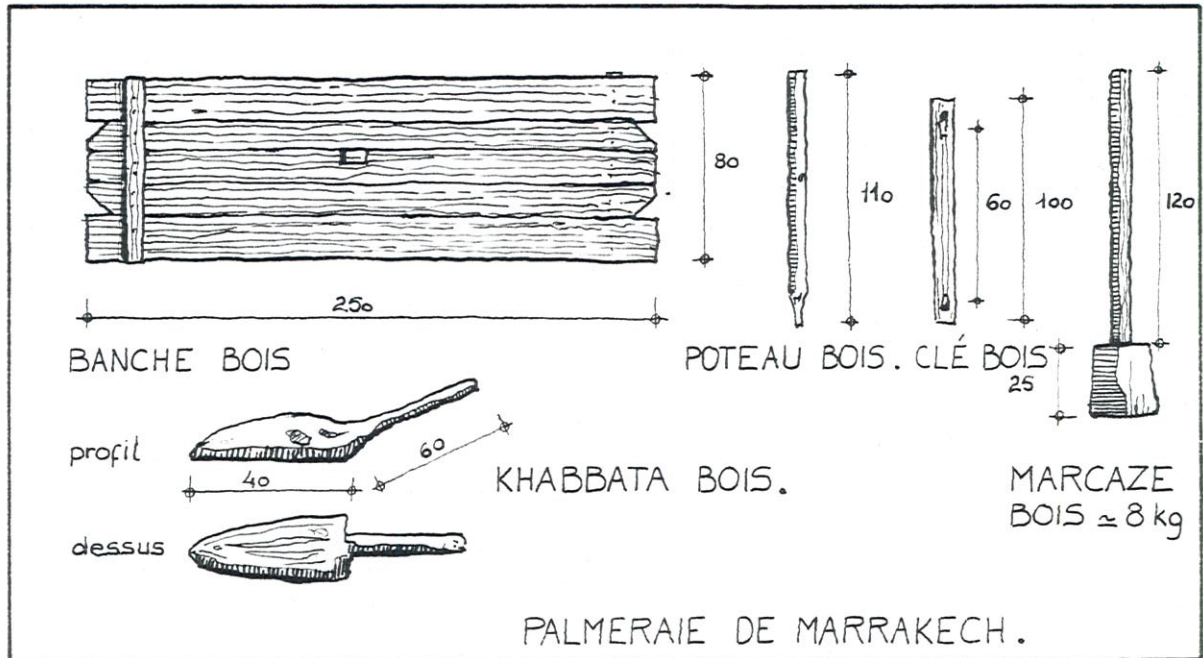 80
110
60
100
120
250
BANCHE BOIS
POTEAU BOIS. CLÉ BOIS
25
profil
40
60
KHABBATA BOIS.
MARCAZE
BOIS ≃ 8 kg
dessus
PALMERAIE DE MARRAKECH.